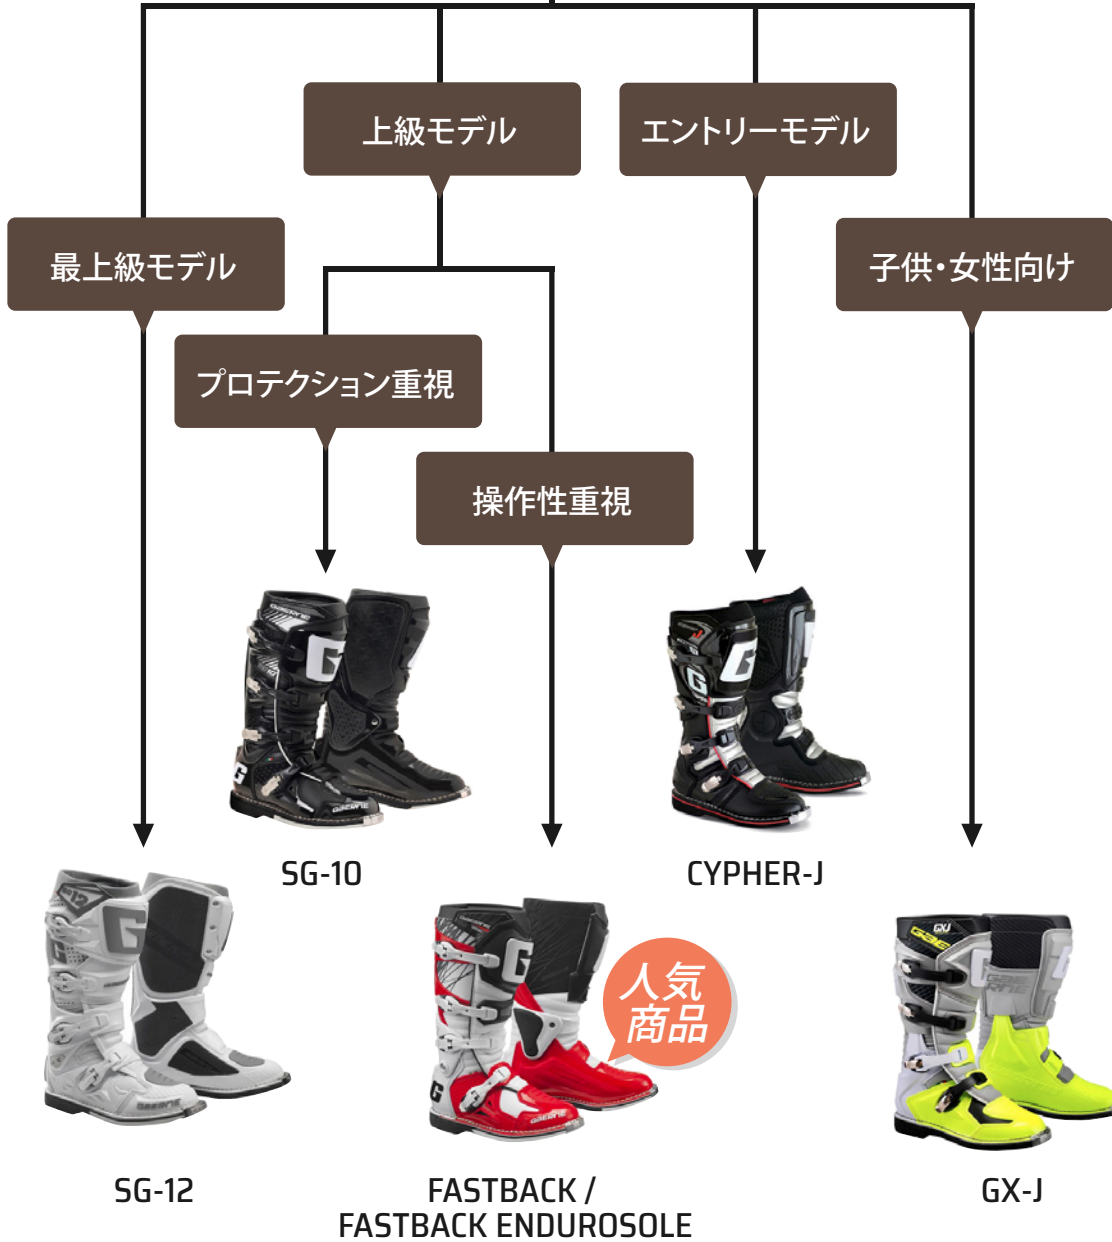 上級モデル
エントリーモデル
最上級モデル
子供・女性向け
プロテクション重視
操作性重視
SG-10
CYPHER-J
人気
商品
SG-12
FASTBACK /
FASTBACK ENDUROSOLE
GX-J